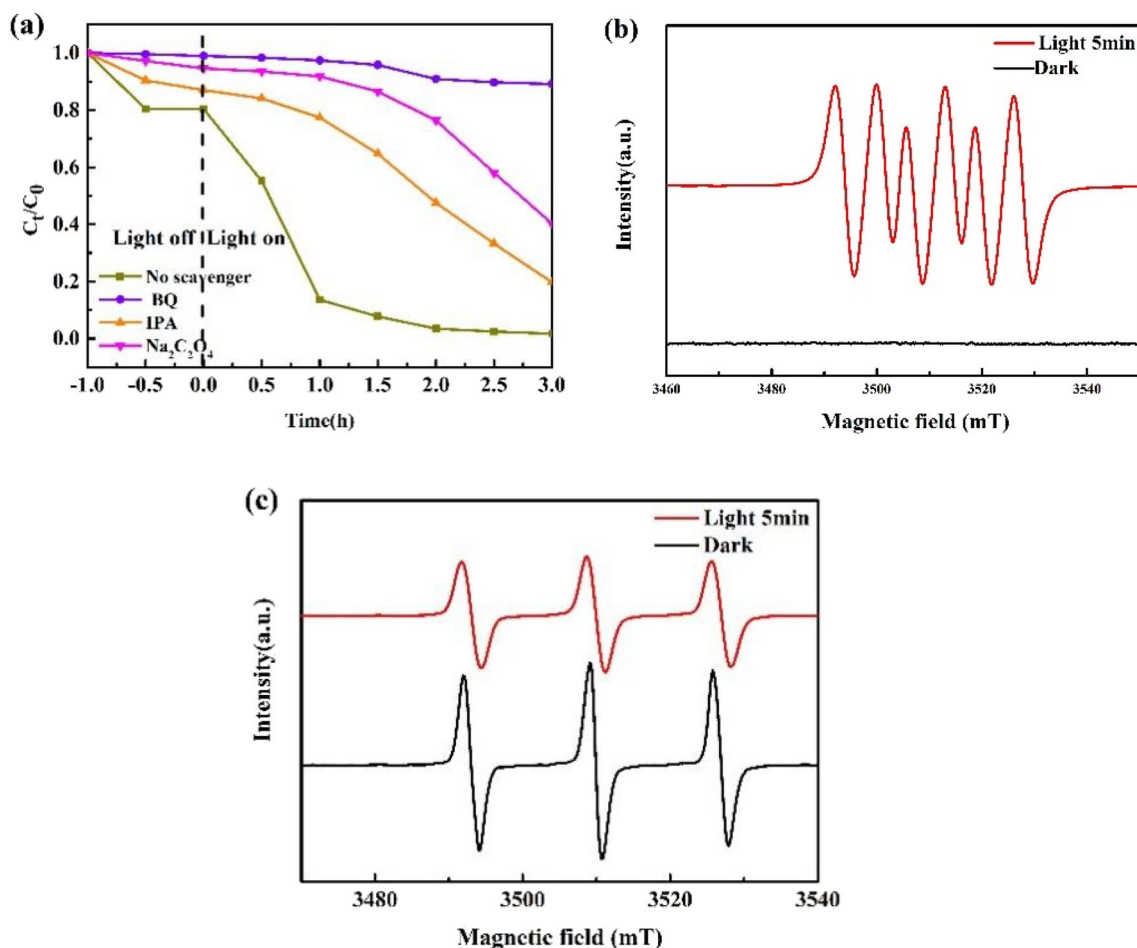 (a)
1.0
0.8
0.6
0.4
0.2
0.0
C_t/C_0
Light off Light on
No scavenger
BQ
IPA
Na₂C₂O₄
-1.0 -0.5 0.0 0.5 1.0 1.5 2.0 2.5 3.0
Time(h)
(b)
Light 5min
Dark
Intensity(a.u.)
3460 3480 3500 3520 3540
Magnetic field (mT)
(c)
Light 5min
Dark
Intensity(a.u.)
3480 3500 3520 3540
Magnetic field (mT)